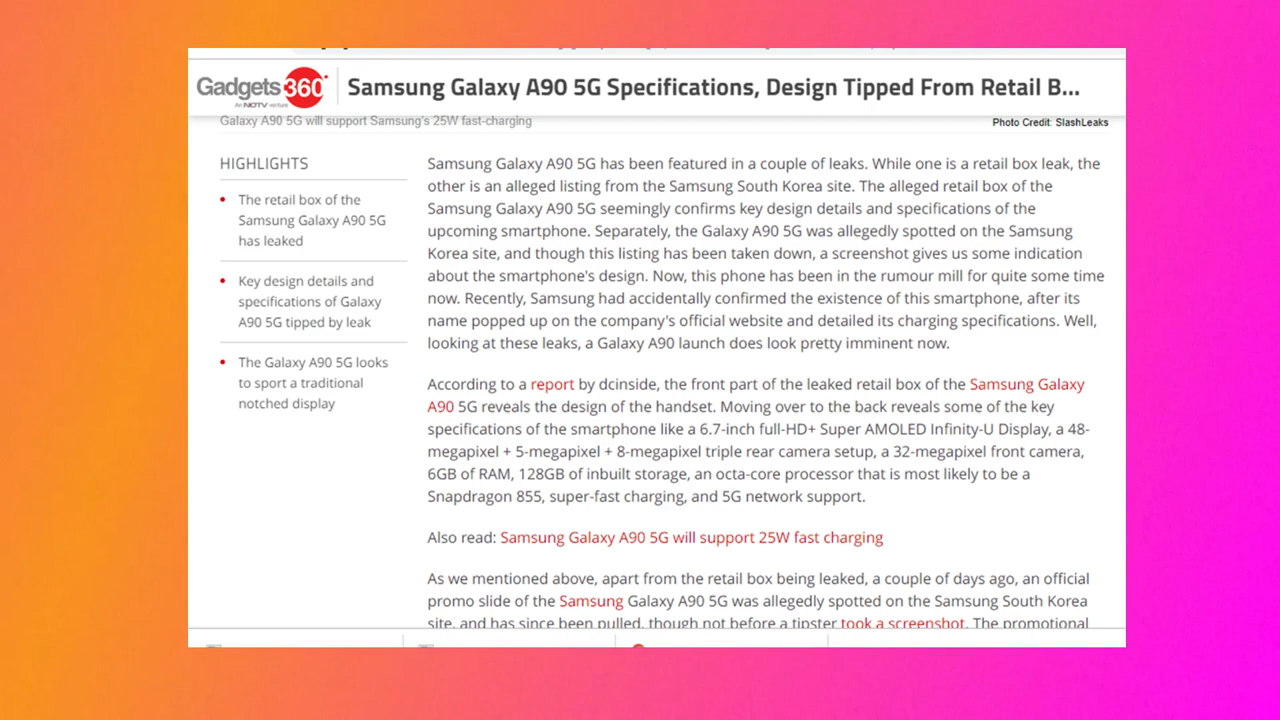 Gadgets 360
An NDTV venture
Samsung Galaxy A90 5G Specifications, Design Tipped From Retail B...
Galaxy A90 5G will support Samsung's 25W fast-charging
Photo Credit: SlashLeaks
HIGHLIGHTS
The retail box of the
Samsung Galaxy A90 5G
has leaked
Key design details and
specifications of Galaxy
A90 5G tipped by leak
The Galaxy A90 5G looks
to sport a traditional
notched display
Samsung Galaxy A90 5G has been featured in a couple of leaks. While one is a retail box leak, the
other is an alleged listing from the Samsung South Korea site. The alleged retail box of the
Samsung Galaxy A90 5G seemingly confirms key design details and specifications of the
upcoming smartphone. Separately, the Galaxy A90 5G was allegedly spotted on the Samsung
Korea site, and though this listing has been taken down, a screenshot gives us some indication
about the smartphone's design. Now, this phone has been in the rumour mill for quite some time
now. Recently, Samsung had accidentally confirmed the existence of this smartphone, after its
name popped up on the company's official website and detailed its charging specifications. Well,
looking at these leaks, a Galaxy A90 launch does look pretty imminent now.
According to a report by dcinside, the front part of the leaked retail box of the Samsung Galaxy
A90 5G reveals the design of the handset. Moving over to the back reveals some of the key
specifications of the smartphone like a 6.7-inch full-HD+ Super AMOLED Infinity-U Display, a 48-
megapixel + 5-megapixel + 8-megapixel triple rear camera setup, a 32-megapixel front camera,
6GB of RAM, 128GB of inbuilt storage, an octa-core processor that is most likely to be a
Snapdragon 855, super-fast charging, and 5G network support.
Also read: Samsung Galaxy A90 5G will support 25W fast charging
As we mentioned above, apart from the retail box being leaked, a couple of days ago, an official
promo slide of the Samsung Galaxy A90 5G was allegedly spotted on the Samsung South Korea
site, and has since been pulled, though not before a tipster took a screenshot. The promotional